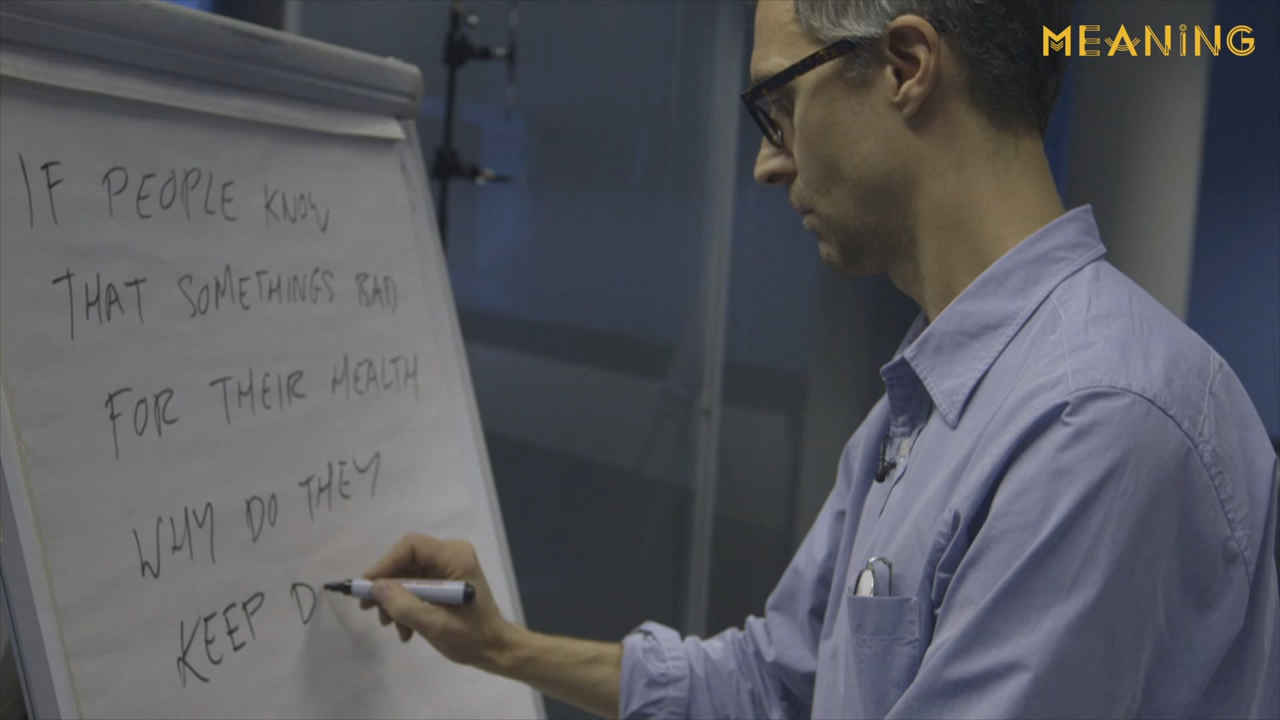 MEANING
IF PEOPLE KNOW
THAT SOMETHINGS BAD
FOR THEIR HEALTH
WHY DO THEY
KEEP D